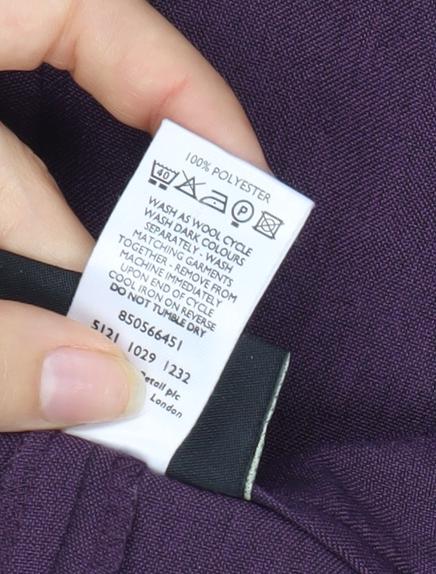 100% POLYESTER
40 P
WASH AS WOOL CYCLE
WASH DARK COLOURS
SEPARATELY - WASH
MATCHING GARMENTS
TOGETHER - REMOVE FROM
MACHINE IMMEDIATELY
UPON END OF CYCLE
COOL IRON ON REVERSE
DO NOT TUMBLE DRY
850566451
5121 1029 1232
plc
London